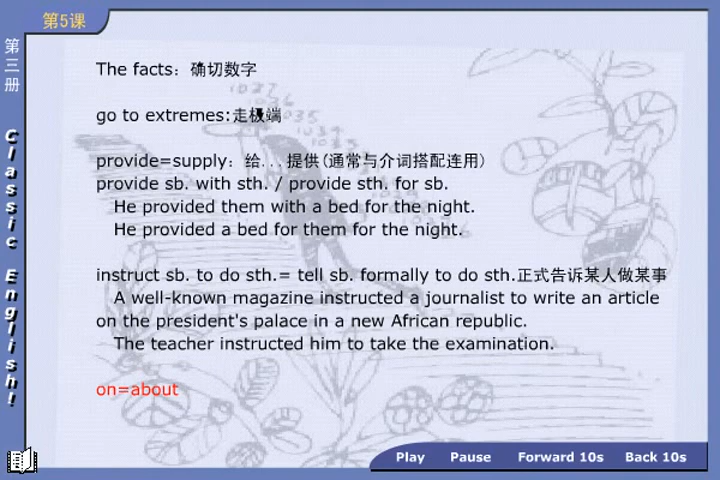 第5课
第三册
Classic English!
The facts：确切数字
go to extremes:走极端
provide=supply：给...提供(通常与介词搭配连用)
provide sb. with sth. / provide sth. for sb.
He provided them with a bed for the night.
He provided a bed for them for the night.
instruct sb. to do sth.= tell sb. formally to do sth.正式告诉某人做某事
A well-known magazine instructed a journalist to write an article
on the president's palace in a new African republic.
The teacher instructed him to take the examination.
on=about
Play Pause Forward 10s Back 10s